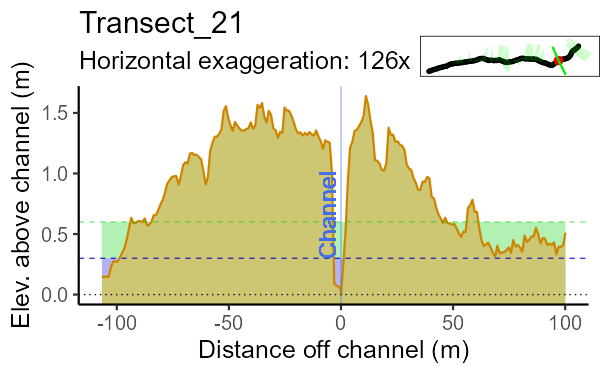 Transect_21
Horizontal exaggeration: 126x
Elev. above channel (m)
1.5
1.0
0.5
0.0
Channel
-100
-50
0
50
100
Distance off channel (m)